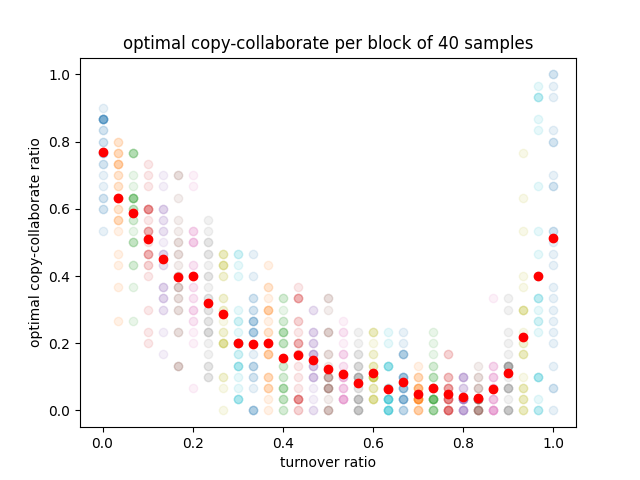 optimal copy-collaborate per block of 40 samples
1.0
0.8
0.6
0.4
0.2
0.0
optimal copy-collaborate ratio
0.0 0.2 0.4 0.6 0.8 1.0
turnover ratio